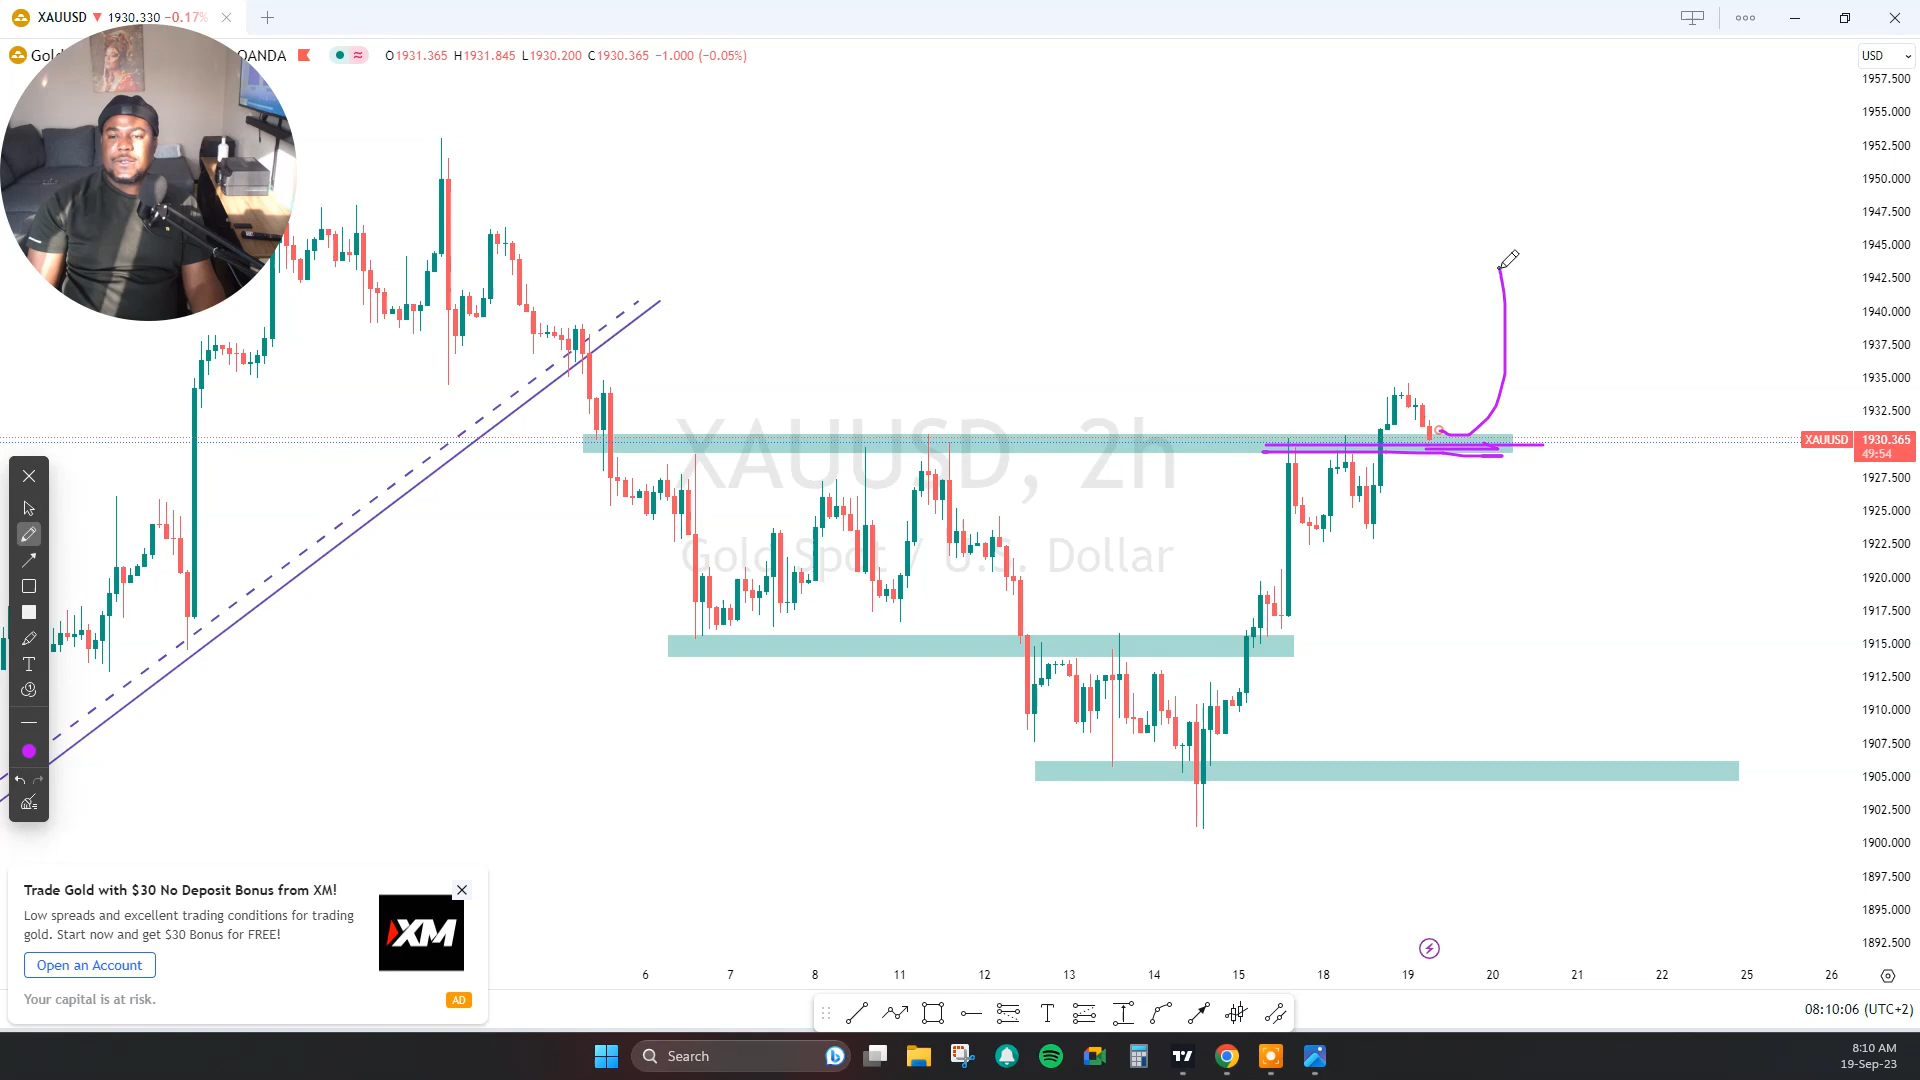 XAUUSD ▼ 1930.330 −0.17%
OANDA O1931.365 H1931.845 L1930.200 C1930.365 −1.000 (−0.05%)
USD
1957.500
1955.000
1952.500
1950.000
1947.500
1945.000
1942.500
1940.000
1937.500
1935.000
1932.500
XAUUSD 1930.365
49:54
1927.500
1925.000
1922.500
1920.000
1917.500
1915.000
1912.500
1910.000
1907.500
1905.000
1902.500
1900.000
1897.500
1895.000
1892.500
XAUUSD, 2h
Gold Spot / U.S. Dollar
Trade Gold with $30 No Deposit Bonus from XM!
Low spreads and excellent trading conditions for trading
gold. Start now and get $30 Bonus for FREE!
XM
Open an Account
Your capital is at risk.
AD
6 7 8 11 12 13 14 15 18 19 20 21 22 25 26
08:10:06 (UTC+2)
Search
8:10 AM
19-Sep-23